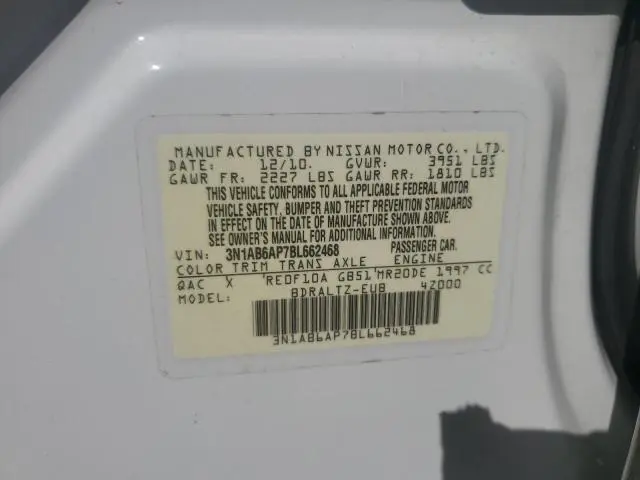 MANUFACTURED BY NISSAN MOTOR CO., LTD.
DATE: 12/10. GVWR: 3951 LBS
GAWR FR: 2227 LBS GAWR RR: 1810 LBS
THIS VEHICLE CONFORMS TO ALL APPLICABLE FEDERAL MOTOR
VEHICLE SAFETY, BUMPER AND THEFT PREVENTION STANDARDS
IN EFFECT ON THE DATE OF MANUFACTURE SHOWN ABOVE.
SEE OWNER'S MANUAL FOR ADDITIONAL INFORMATION.
VIN: 3N1AB6AP7BL662468 PASSENGER CAR.
COLOR TRIM TRANS AXLE ENGINE
QAC X RE0F10A GB51 MR20DE 1997 CC
MODEL: BDRALTZ-EUB 4Z000
3N1AB6AP7BL662468